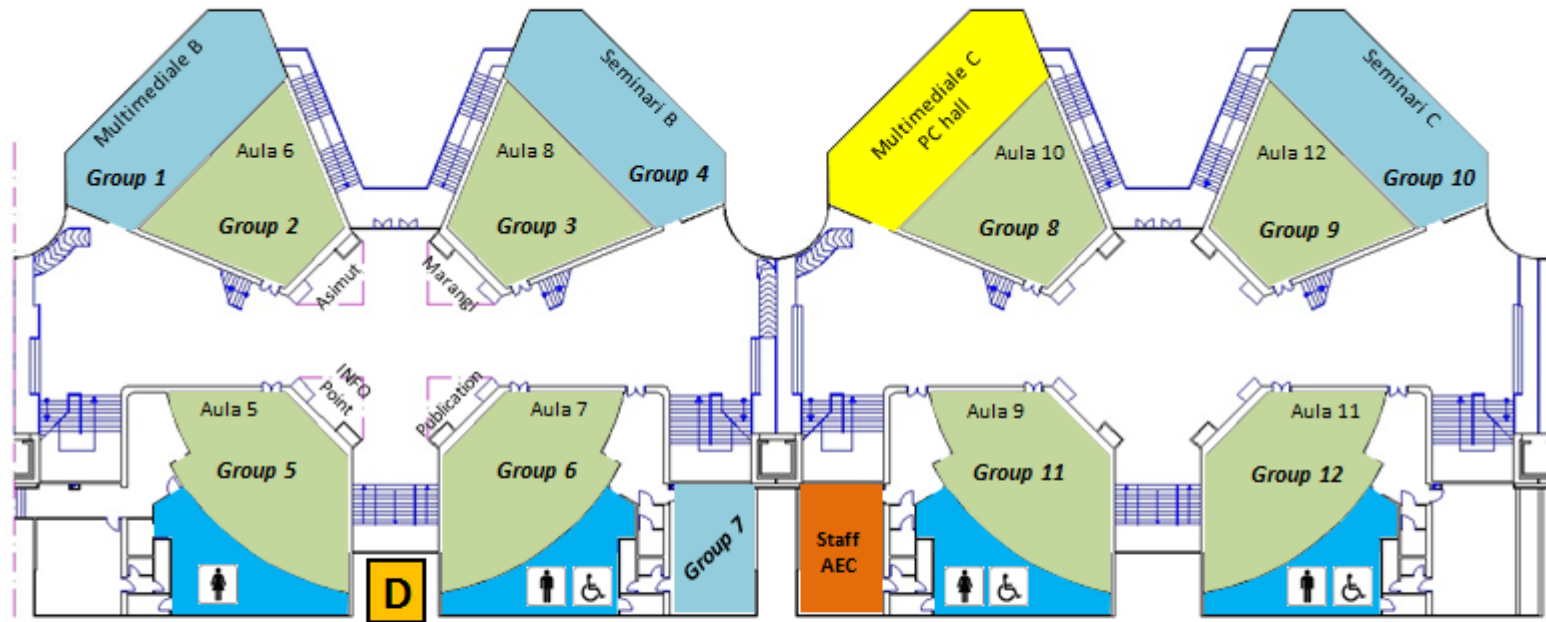 Multimediale B
Group 1
Aula 6
Group 2
Aula 8
Group 3
Seminari B
Group 4
Multimediale C
PC hall
Aula 10
Group 8
Aula 12
Group 9
Seminari C
Group 10
Asimut
Marangi
INFO
Point
Publication
Aula 5
Group 5
Aula 7
Group 6
Group 7
D
Staff
AEC
Aula 9
Group 11
Aula 11
Group 12